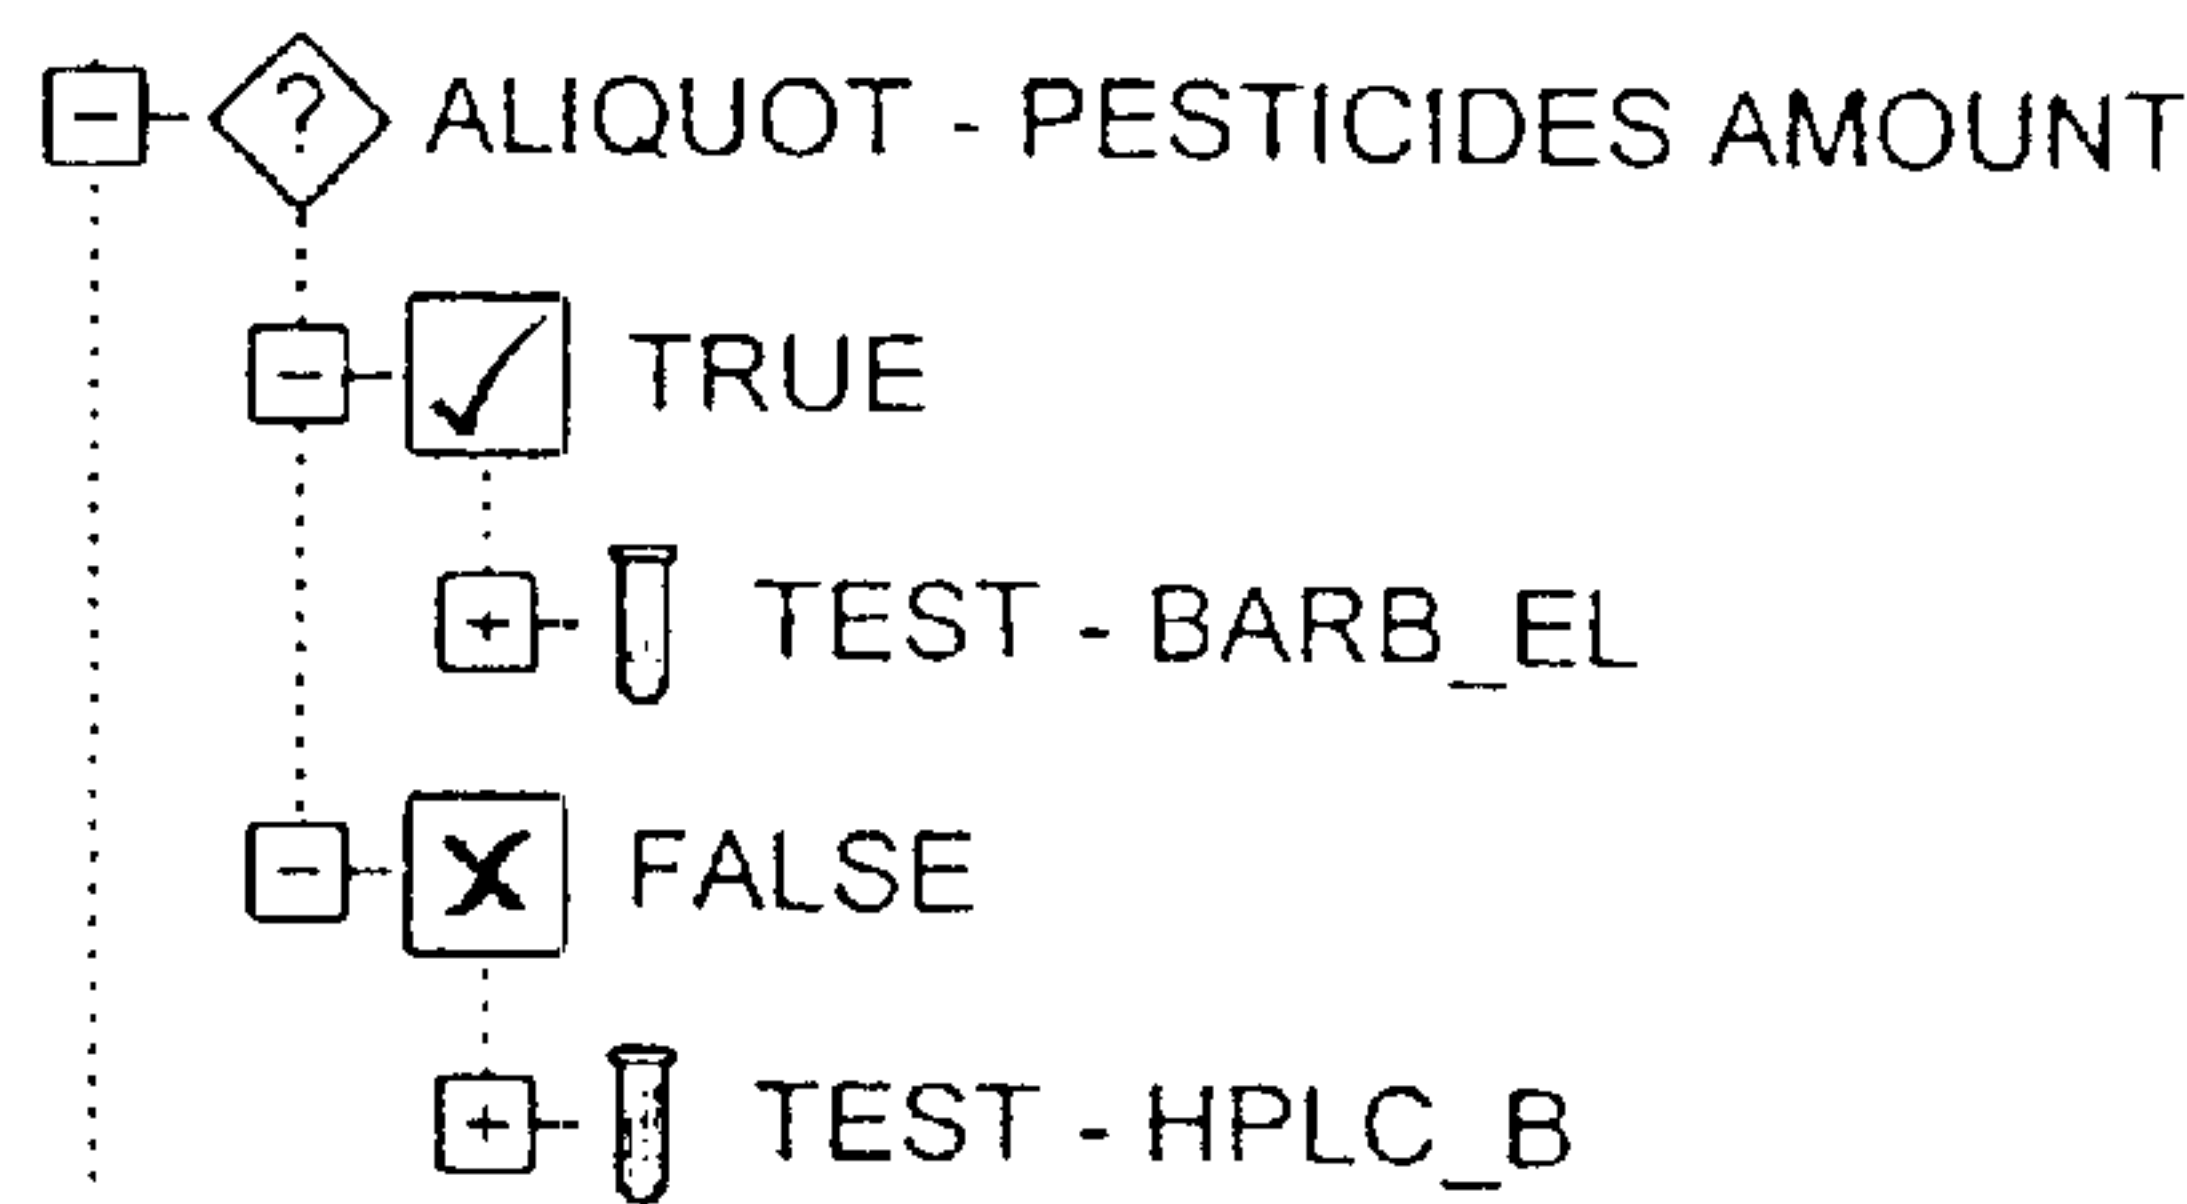 ? ALIQUOT - PESTICIDES AMOUNT
TRUE
TEST - BARB_EL
FALSE
TEST - HPLC_B